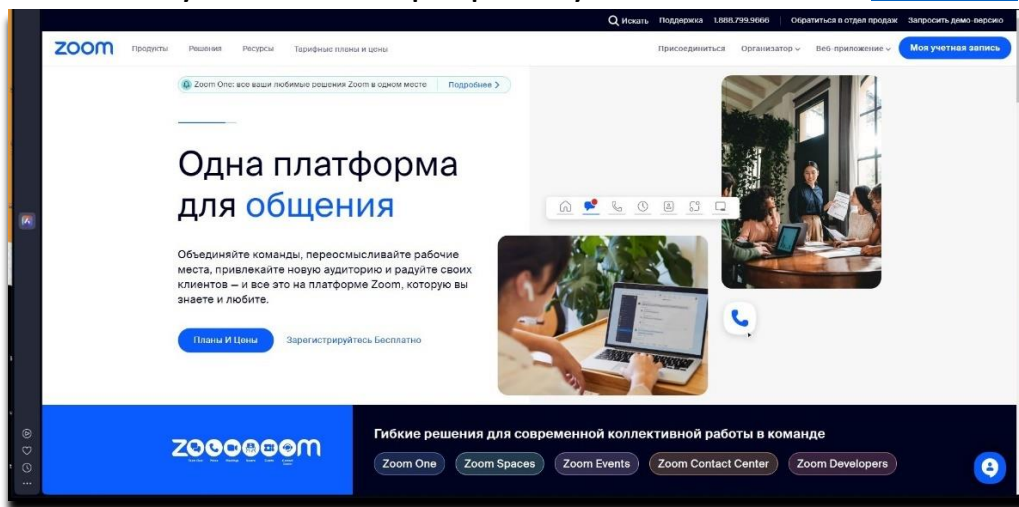 Искать Поддержка 1.888.799.9666 Обратиться в отдел продаж Запросить демо-версию
zoom Продукты Решения Ресурсы Тарифные планы и цены Присоединиться Организатор Веб-приложение Моя учетная запись
Zoom One: все ваши любимые решения Zoom в одном месте Подробнее >
Одна платформа
для общения
Объединяйте команды, переосмысливайте рабочие
места, привлекайте новую аудиторию и радуйте своих
клиентов — и все это на платформе Zoom, которую вы
знаете и любите.
Планы И Цены Зарегистрируйтесь Бесплатно
Гибкие решения для современной коллективной работы в команде
zoooooom
Zoom One Zoom Spaces Zoom Events Zoom Contact Center Zoom Developers